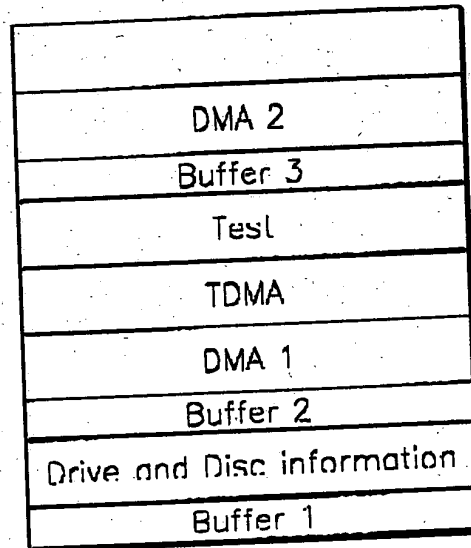 DMA 2
Buffer 3
Test
TDMA
DMA 1
Buffer 2
Drive and Disc information
Buffer 1